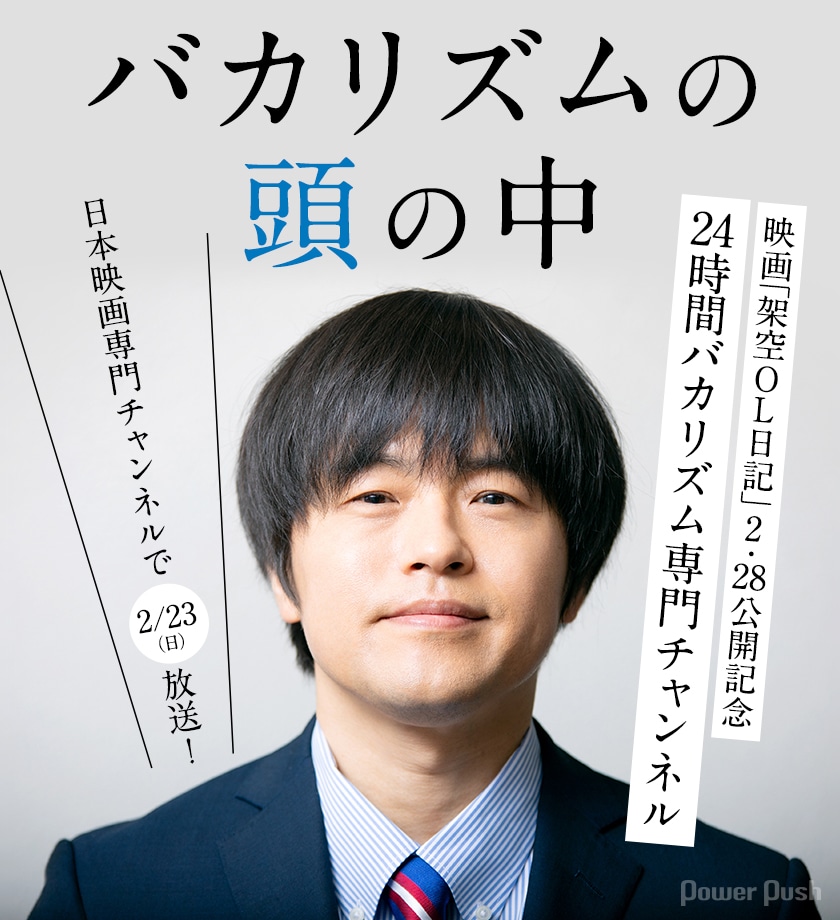 バカリズムの
頭の中
映画「架空OL日記」2・28公開記念
24時間バカリズム専門チャンネル
日本映画専門チャンネルで
2/23
(日)
放送！
Power Push